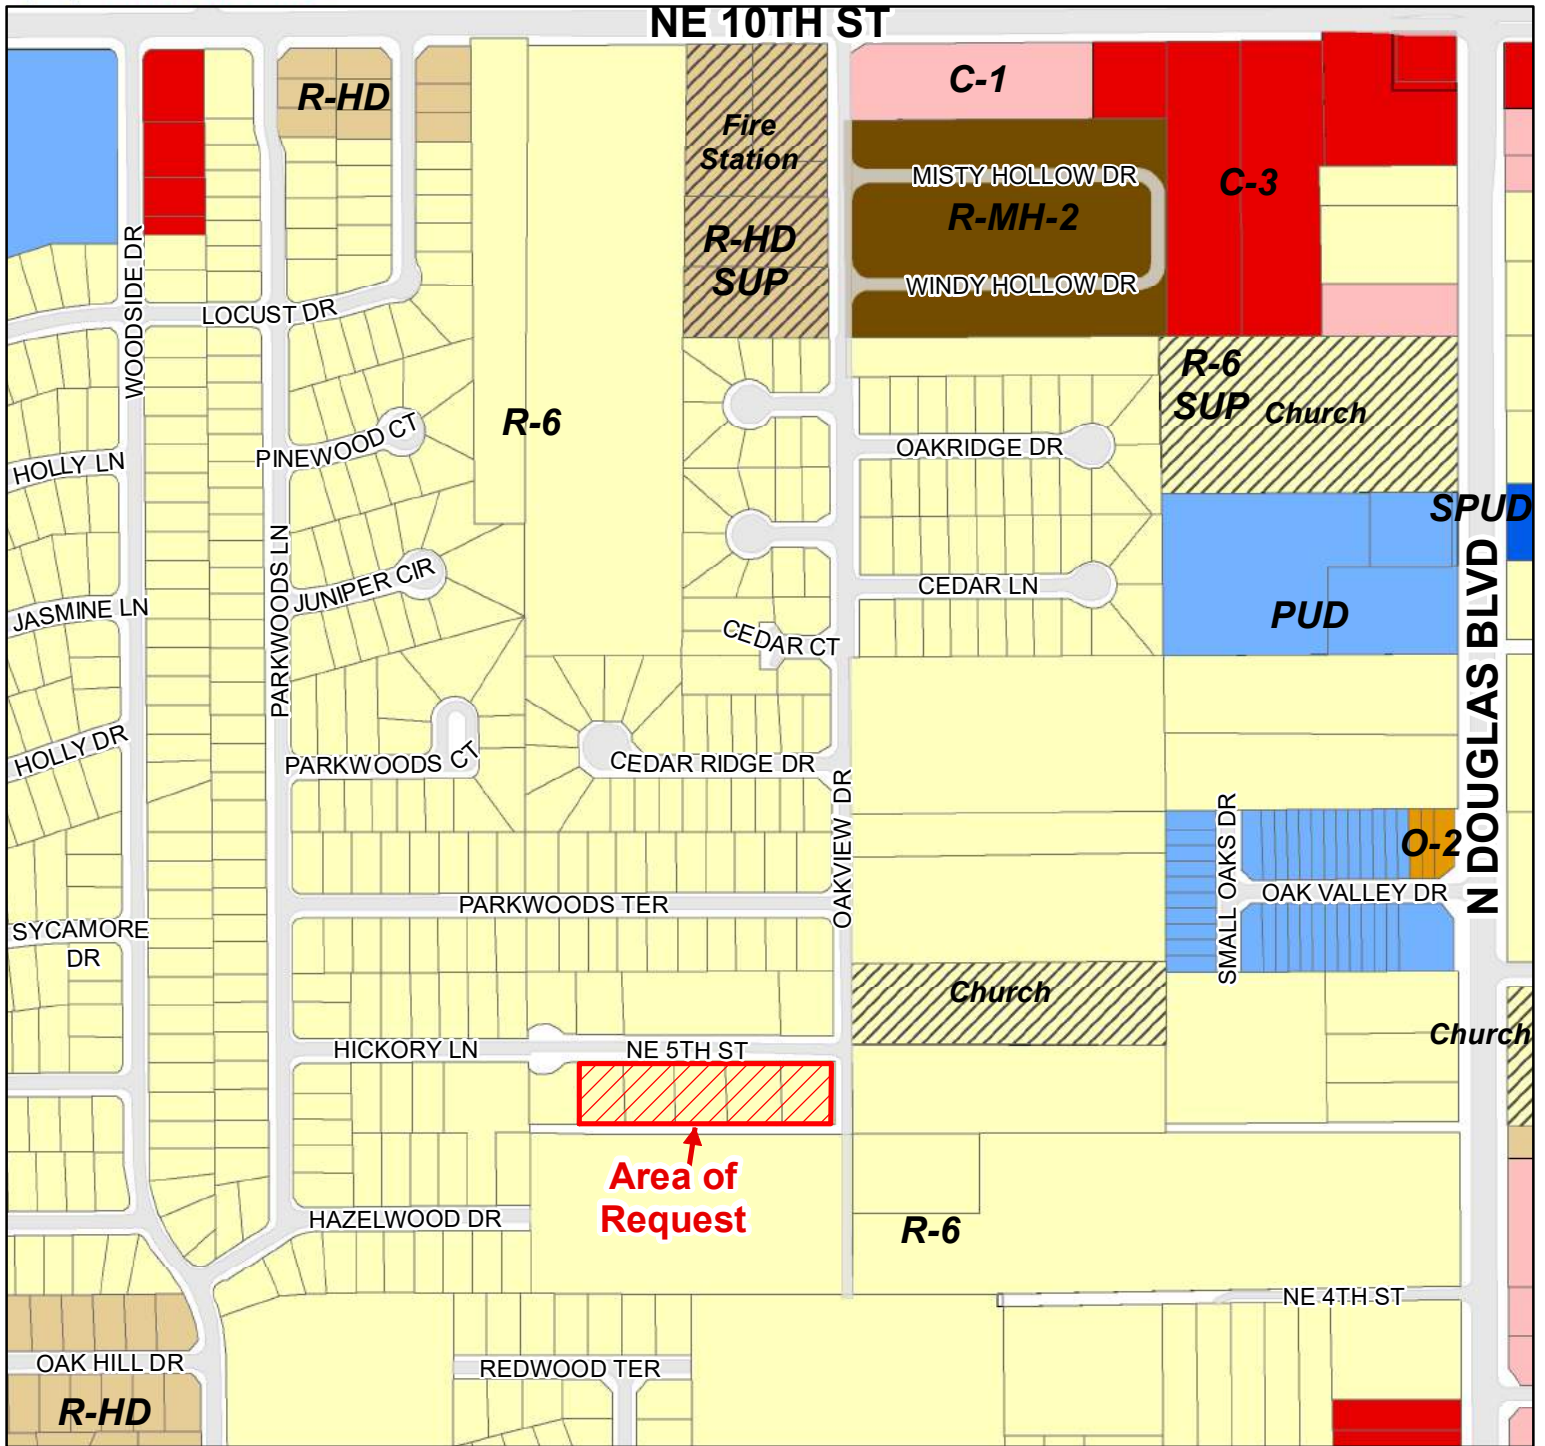 NE 10TH ST
C-1
R-HD
Fire
Station
MISTY HOLLOW DR
C-3
R-MH-2
R-HD
SUP
WINDY HOLLOW DR
WOODSIDE DR
LOCUST DR
R-6
SUP
Church
R-6
PINEWOOD CT
OAKRIDGE DR
HOLLY LN
SPUD
PARKWOODS LN
JUNIPER CIR
CEDAR LN
JASMINE LN
PUD
CEDAR CT
N DOUGLAS BLVD
HOLLY DR
PARKWOODS CT
CEDAR RIDGE DR
OAKVIEW DR
SMALL OAKS DR
O-2
OAK VALLEY DR
PARKWOODS TER
SYCAMORE
DR
Church
Church
HICKORY LN
NE 5TH ST
Area of
Request
HAZELWOOD DR
R-6
NE 4TH ST
OAK HILL DR
REDWOOD TER
R-HD